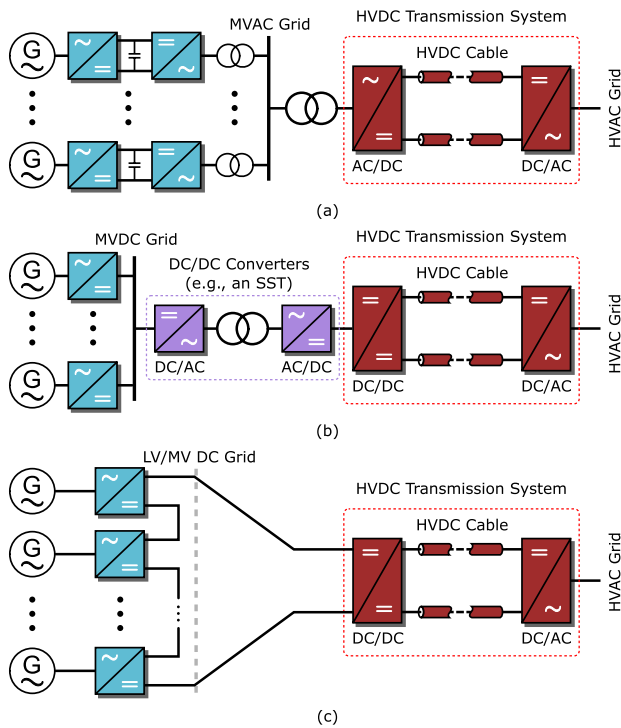 MVAC Grid
HVDC Transmission System
HVDC Cable
G
G
AC/DC
DC/AC
HVAC Grid
(a)
MVDC Grid
DC/DC Converters
(e.g., an SST)
HVDC Transmission System
HVDC Cable
G
G
DC/AC
AC/DC
DC/DC
DC/AC
HVAC Grid
(b)
LV/MV DC Grid
HVDC Transmission System
HVDC Cable
G
G
G
DC/DC
DC/AC
HVAC Grid
(c)